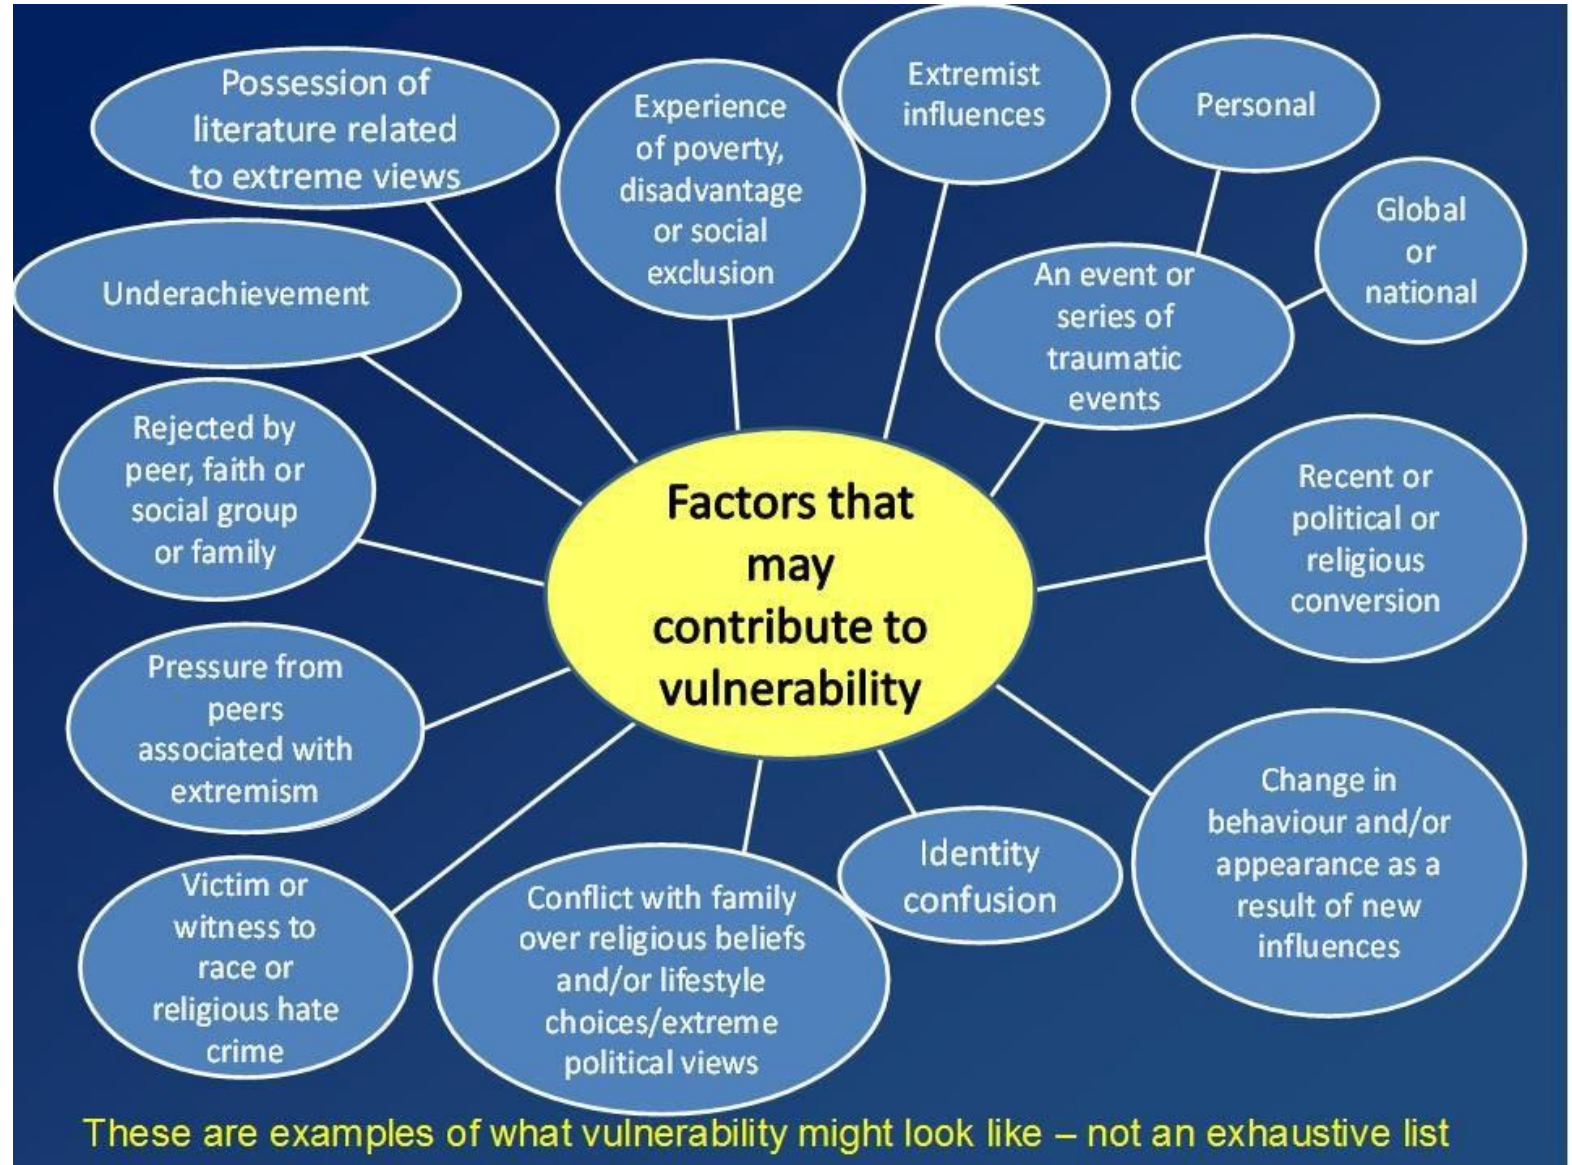 Possession of
literature related
to extreme views
Experience
of poverty,
disadvantage
or social
exclusion
Extremist
influences
Personal
Global
or
national
An event or
series of
traumatic
events
Underachievement
Rejected by
peer, faith or
social group
or family
Factors that
may
contribute to
vulnerability
Recent or
political or
religious
conversion
Pressure from
peers
associated with
extremism
Change in
behaviour and/or
appearance as a
result of new
influences
Identity
confusion
Victim or
witness to
race or
religious hate
crime
Conflict with family
over religious beliefs
and/or lifestyle
choices/extreme
political views
These are examples of what vulnerability might look like – not an exhaustive list